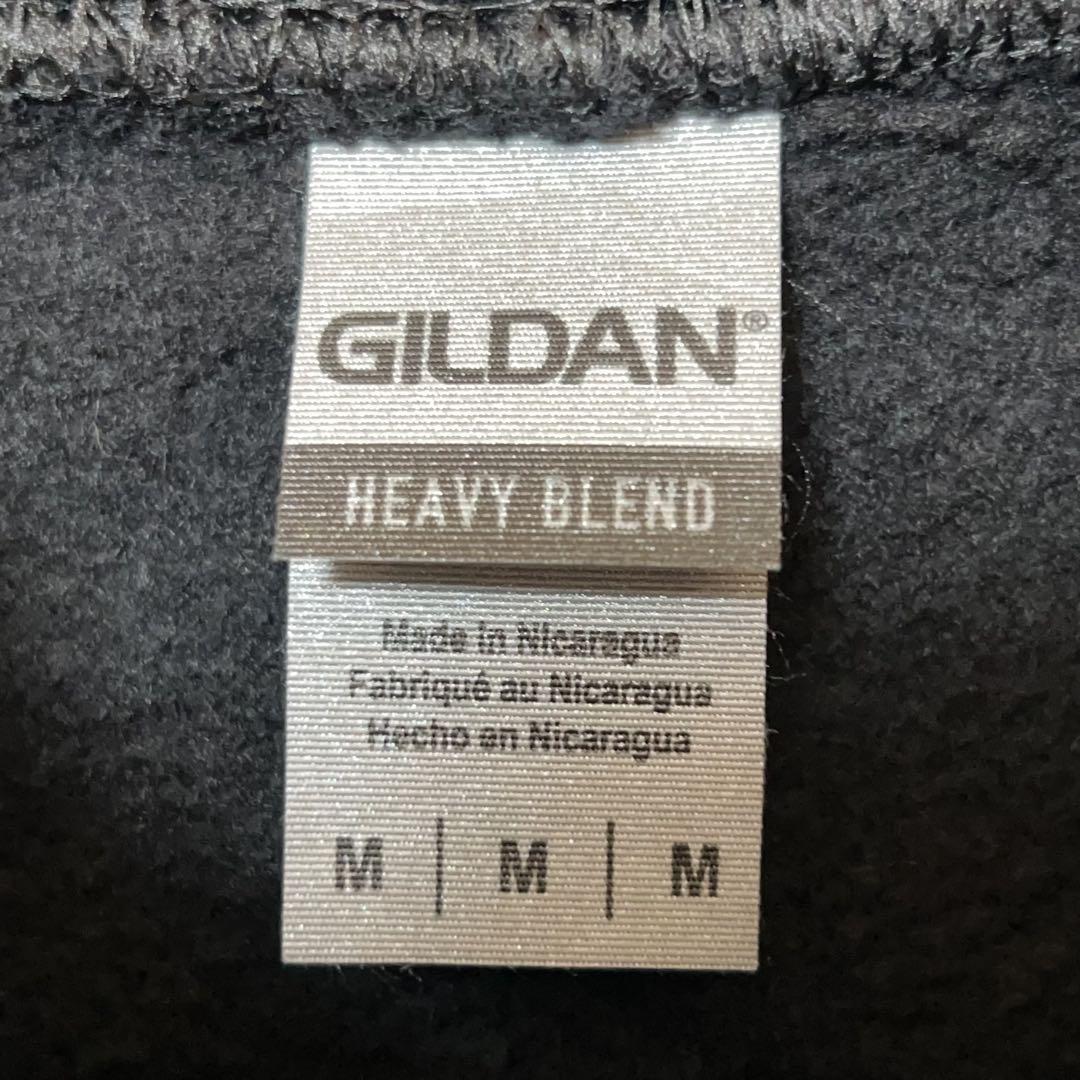 GILDAN®
HEAVY BLEND
Made in Nicaragua
Fabriqué au Nicaragua
Hecho en Nicaragua
M | M | M